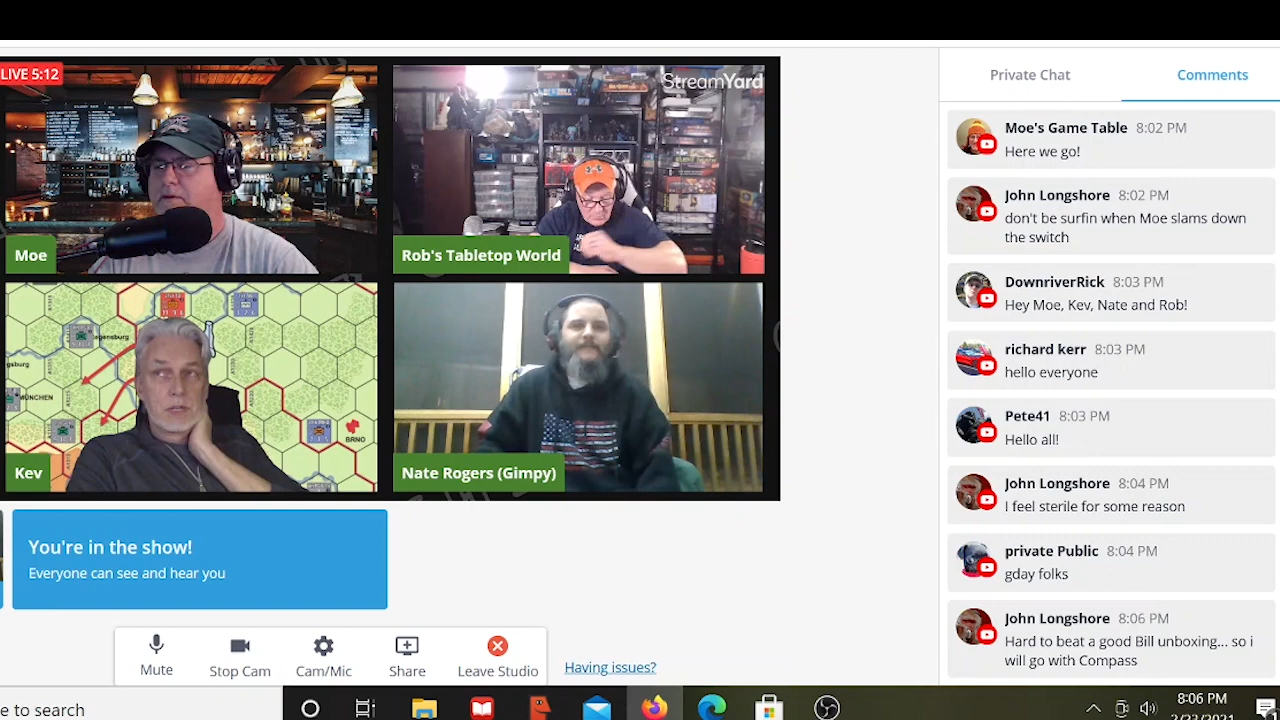 LIVE 5:12
StreamYard
Moe
Rob's Tabletop World
Kev
Nate Rogers (Gimpy)
MÜNCHEN
BRNO
You're in the show!
Everyone can see and hear you
Mute
Stop Cam
Cam/Mic
Share
Leave Studio
Having issues?
Private Chat
Comments
Moe's Game Table 8:02 PM
Here we go!
John Longshore 8:02 PM
don't be surfin when Moe slams down
the switch
DownriverRick 8:03 PM
Hey Moe, Kev, Nate and Rob!
richard kerr 8:03 PM
hello everyone
Pete41 8:03 PM
Hello all!
John Longshore 8:04 PM
I feel sterile for some reason
private Public 8:04 PM
gday folks
John Longshore 8:06 PM
Hard to beat a good Bill unboxing... so i
will go with Compass
e to search
8:06 PM
2/23/2021